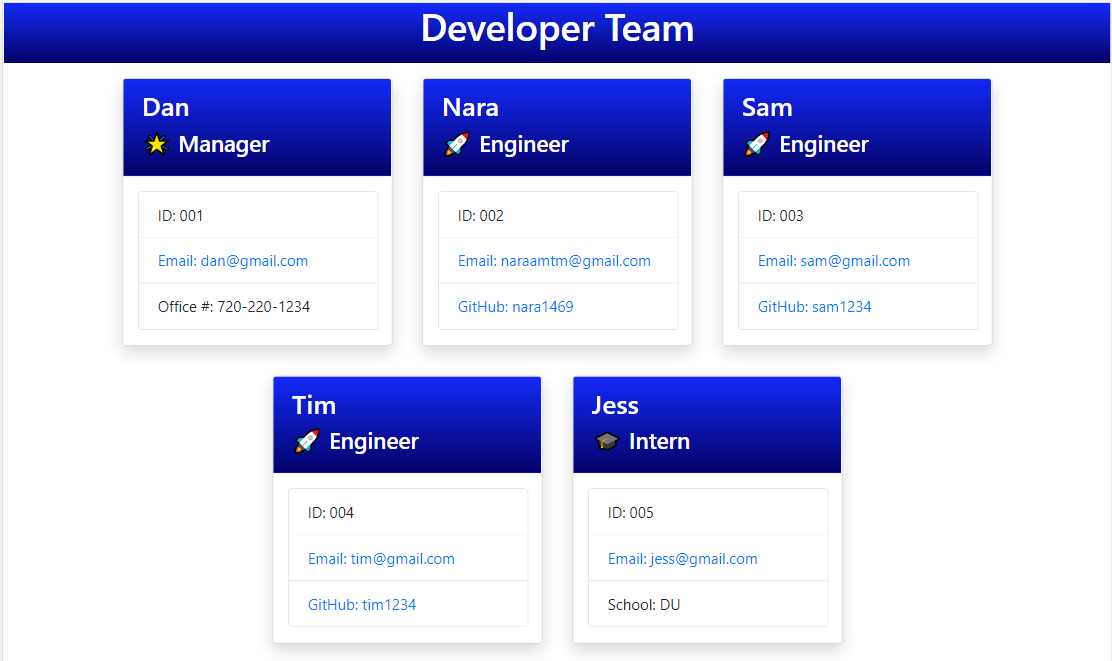 Developer Team
Dan
Manager
ID: 001
Email: dan@gmail.com
Office #: 720-220-1234
Nara
Engineer
ID: 002
Email: naraamtm@gmail.com
GitHub: nara1469
Sam
Engineer
ID: 003
Email: sam@gmail.com
GitHub: sam1234
Tim
Engineer
ID: 004
Email: tim@gmail.com
GitHub: tim1234
Jess
Intern
ID: 005
Email: jess@gmail.com
School: DU